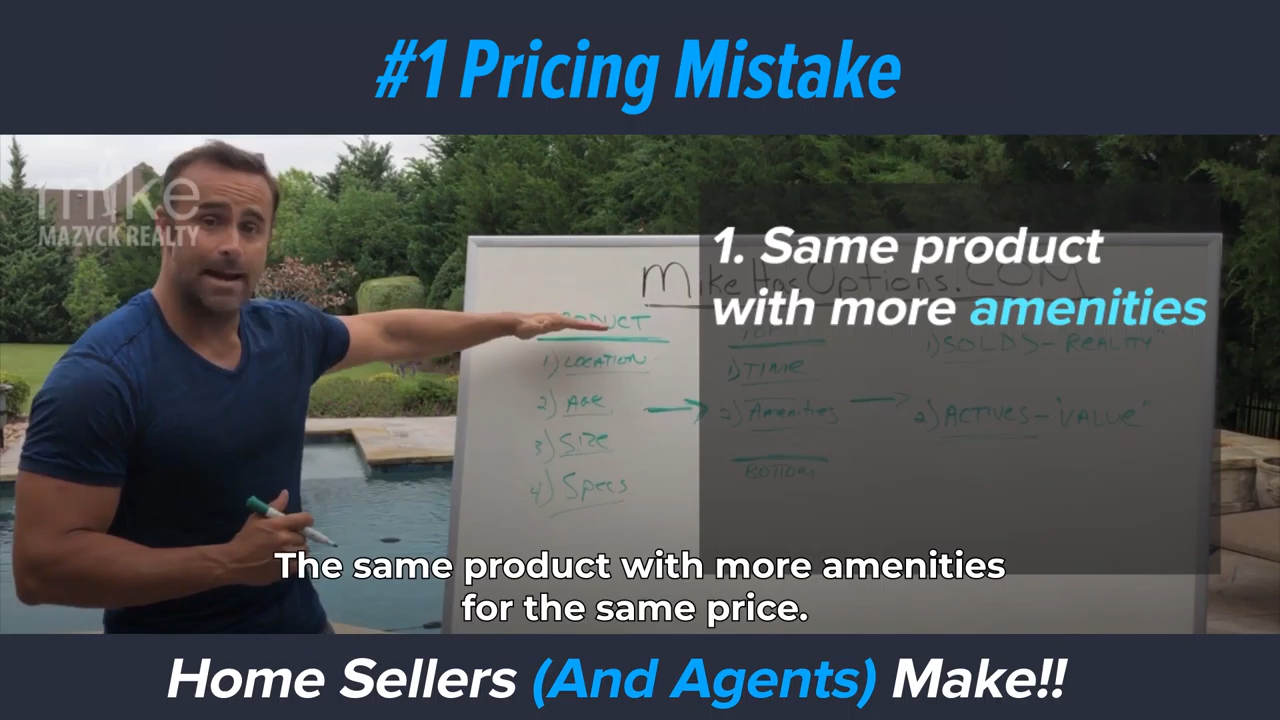 #1 Pricing Mistake
mike
MAZYCK REALTY
1. Same product
with more amenities
MikeHasOptions.COM
PRODUCT
1) LOCATION
2) AGE
3) SIZE
4) Specs
TOP
1) TIME
2) Amenities
BOTTOM
1) SOLDS - REALITY"
2) ACTIVES - "VALUE"
The same product with more amenities
for the same price.
Home Sellers (And Agents) Make!!